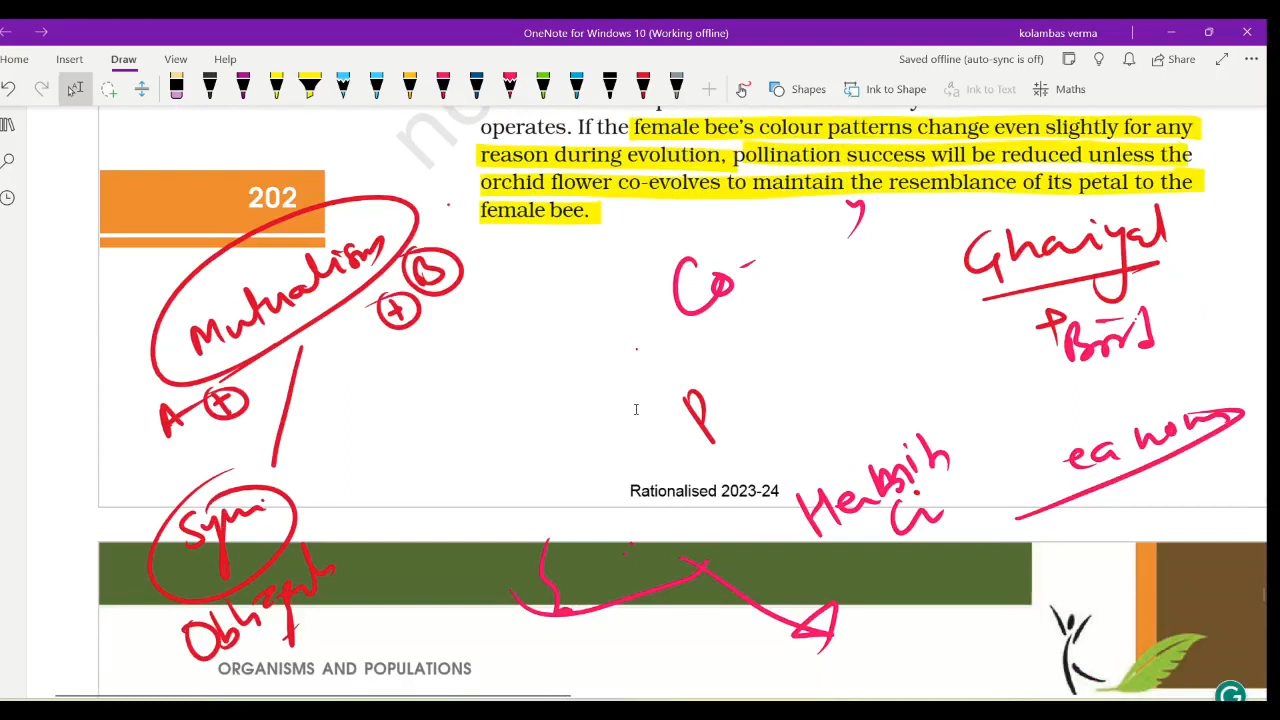 OneNote for Windows 10 (Working offline)
kolambas verma
Home Insert Draw View Help
Saved offline (auto-sync is off)
Share
Shapes
Ink to Shape
Ink to Text
Maths
operates. If the female bee's colour patterns change even slightly for any
reason during evolution, pollination success will be reduced unless the
orchid flower co-evolves to maintain the resemblance of its petal to the
female bee.
202
Mutualism
B
+
A +
Co
Ghariyal
+
Bird
P
Sym
Rationalised 2023-24
ORGANISMS AND POPULATIONS